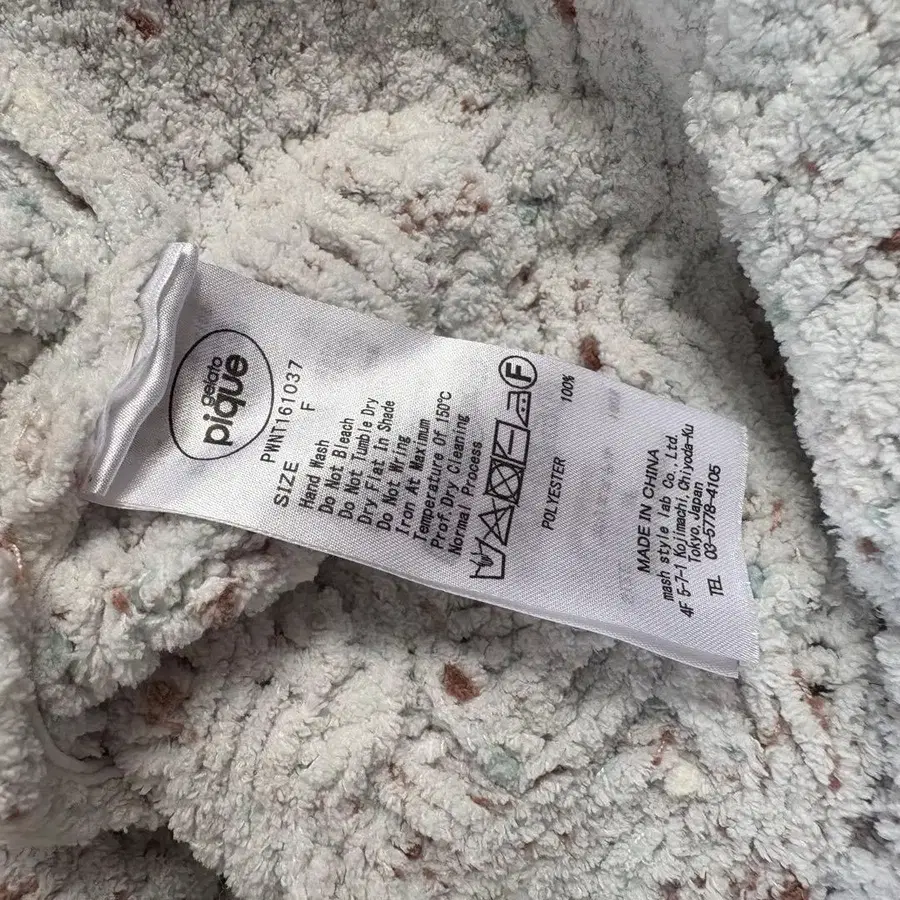 gelato
pique
PWNT161037
SIZE F
Hand Wash
Do Not Bleach
Do Not Tumble Dry
Dry Flat In Shade
Do Not Wring
Iron At Maximum
Temperature Of 150℃
Prof.Dry Cleaning
Normal Process
F
POLYESTER 100%
MADE IN CHINA
mash style lab Co.,Ltd.
4F 5-7-1 Kojimachi,Chiyoda-Ku
Tokyo,Japan
TEL 03-5778-4105